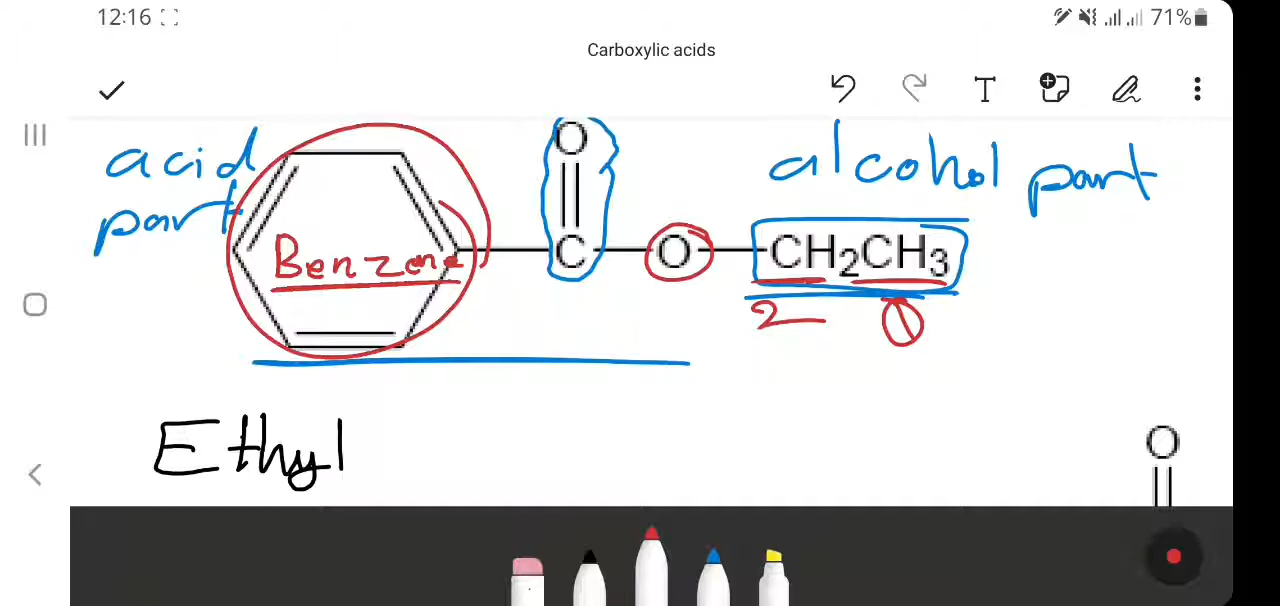 12:16 71%
Carboxylic acids
T
acid
part
alcohol part
O
Benzene
C O CH2CH3
2 1
Ethyl
O